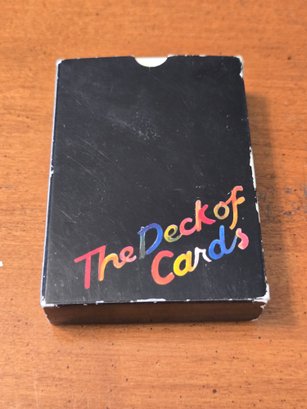 The Deck of
Cards